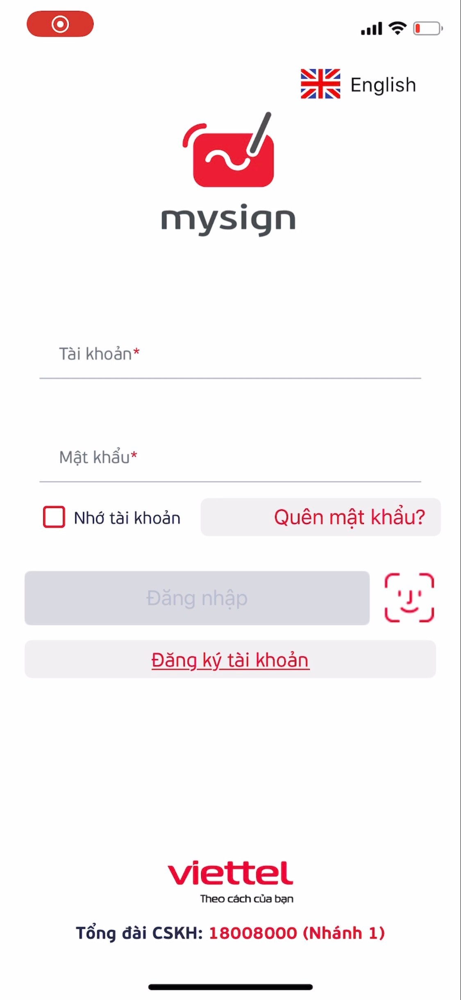 English
mysign
Tài khoản*
Mật khẩu*
Nhớ tài khoản
Quên mật khẩu?
Đăng nhập
Đăng ký tài khoản
viettel
Theo cách của bạn
Tổng đài CSKH: 18008000 (Nhánh 1)